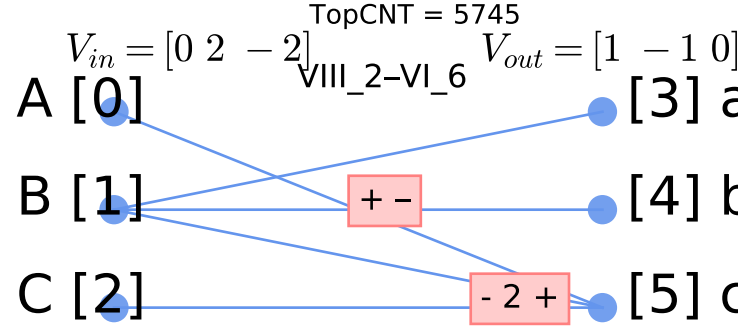 TopCNT = 5745
V_in = [0 2 − 2]
V_out = [1 − 1 0]
VIII_2–VI_6
A [0]
[3] a
B [1]
+ –
[4] b
C [2]
- 2 +
[5] c